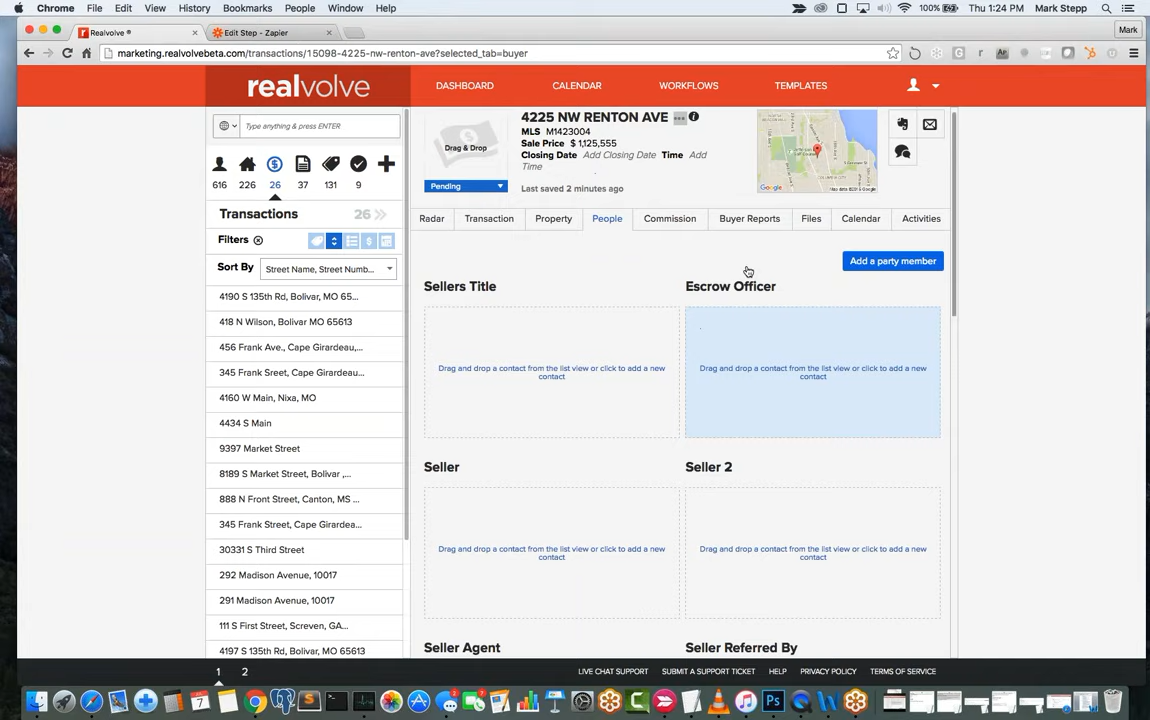 Chrome File Edit View History Bookmarks People Window Help 100% Thu 1:24 PM Mark Stepp
Realvolve ® × Edit Step - Zapier × Mark
marketing.realvolvebeta.com/transactions/15098-4225-nw-renton-ave?selected_tab=buyer
realvolve DASHBOARD CALENDAR WORKFLOWS TEMPLATES
Type anything & press ENTER
616 226 26 37 131 9
Transactions 26
Filters
Sort By Street Name, Street Numb...
4190 S 135th Rd, Bolivar, MO 65...
418 N Wilson, Bolivar MO 65613
456 Frank Ave., Cape Girardeau,...
345 Frank Sreet, Cape Girardeau...
4160 W Main, Nixa, MO
4434 S Main
9397 Market Street
8189 S Market Street, Bolivar ,...
888 N Front Street, Canton, MS ...
345 Frank Street, Cape Girardea...
30331 S Third Street
292 Madison Avenue, 10017
291 Madison Avenue, 10017
111 S First Street, Screven, GA...
4197 S 135th Rd, Bolivar, MO 65613
1 2
Drag & Drop
Pending
4225 NW RENTON AVE
MLS M1423004
Sale Price $ 1,125,555
Closing Date Add Closing Date Time Add
Time
Last saved 2 minutes ago
Google
Radar Transaction Property People Commission Buyer Reports Files Calendar Activities
Add a party member
Sellers Title Escrow Officer
Drag and drop a contact from the list view or click to add a new
contact
Drag and drop a contact from the list view or click to add a new
contact
Seller Seller 2
Drag and drop a contact from the list view or click to add a new
contact
Drag and drop a contact from the list view or click to add a new
contact
Seller Agent Seller Referred By
LIVE CHAT SUPPORT SUBMIT A SUPPORT TICKET HELP PRIVACY POLICY TERMS OF SERVICE